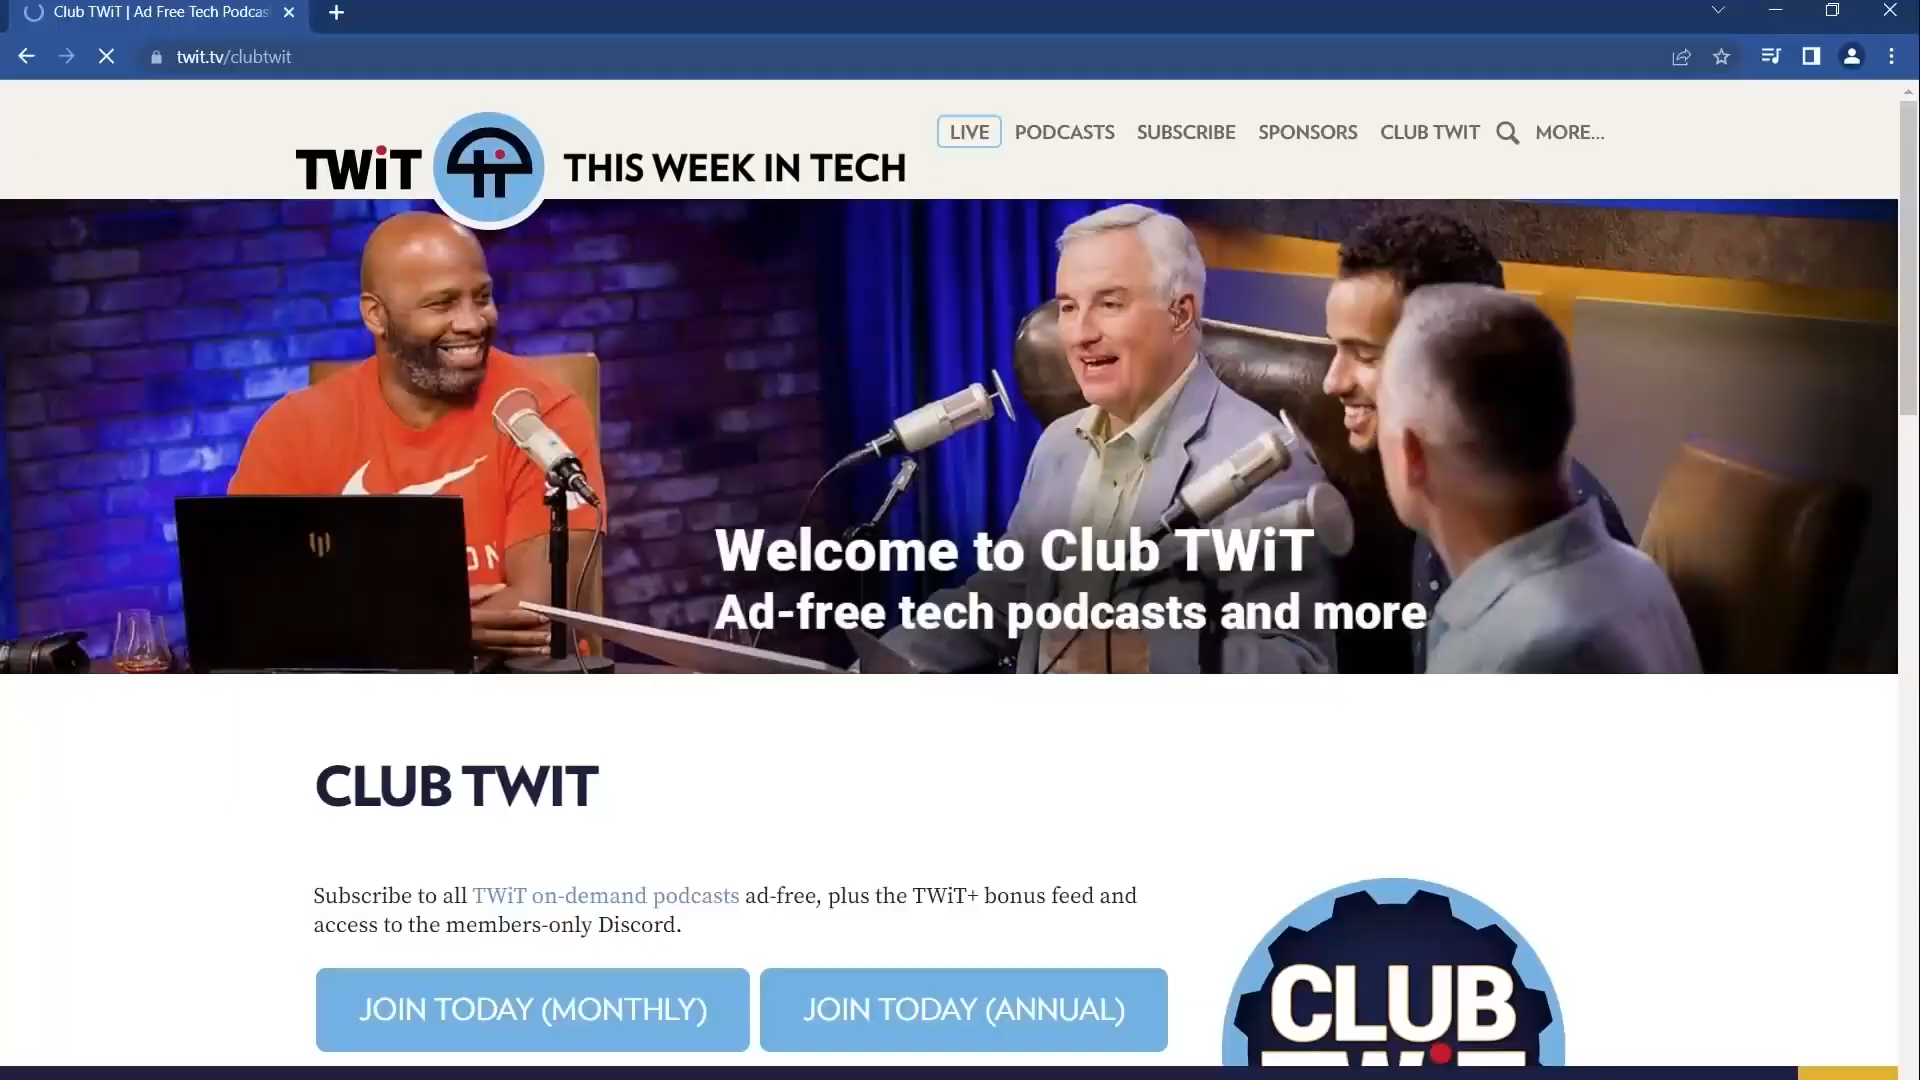 Club TWiT | Ad Free Tech Podcas
twit.tv/clubtwit
TWiT
THIS WEEK IN TECH
LIVE PODCASTS SUBSCRIBE SPONSORS CLUB TWIT MORE...
Welcome to Club TWiT
Ad-free tech podcasts and more
CLUB TWIT
Subscribe to all TWiT on-demand podcasts ad-free, plus the TWiT+ bonus feed and
access to the members-only Discord.
JOIN TODAY (MONTHLY) JOIN TODAY (ANNUAL)
CLUB
TWiT